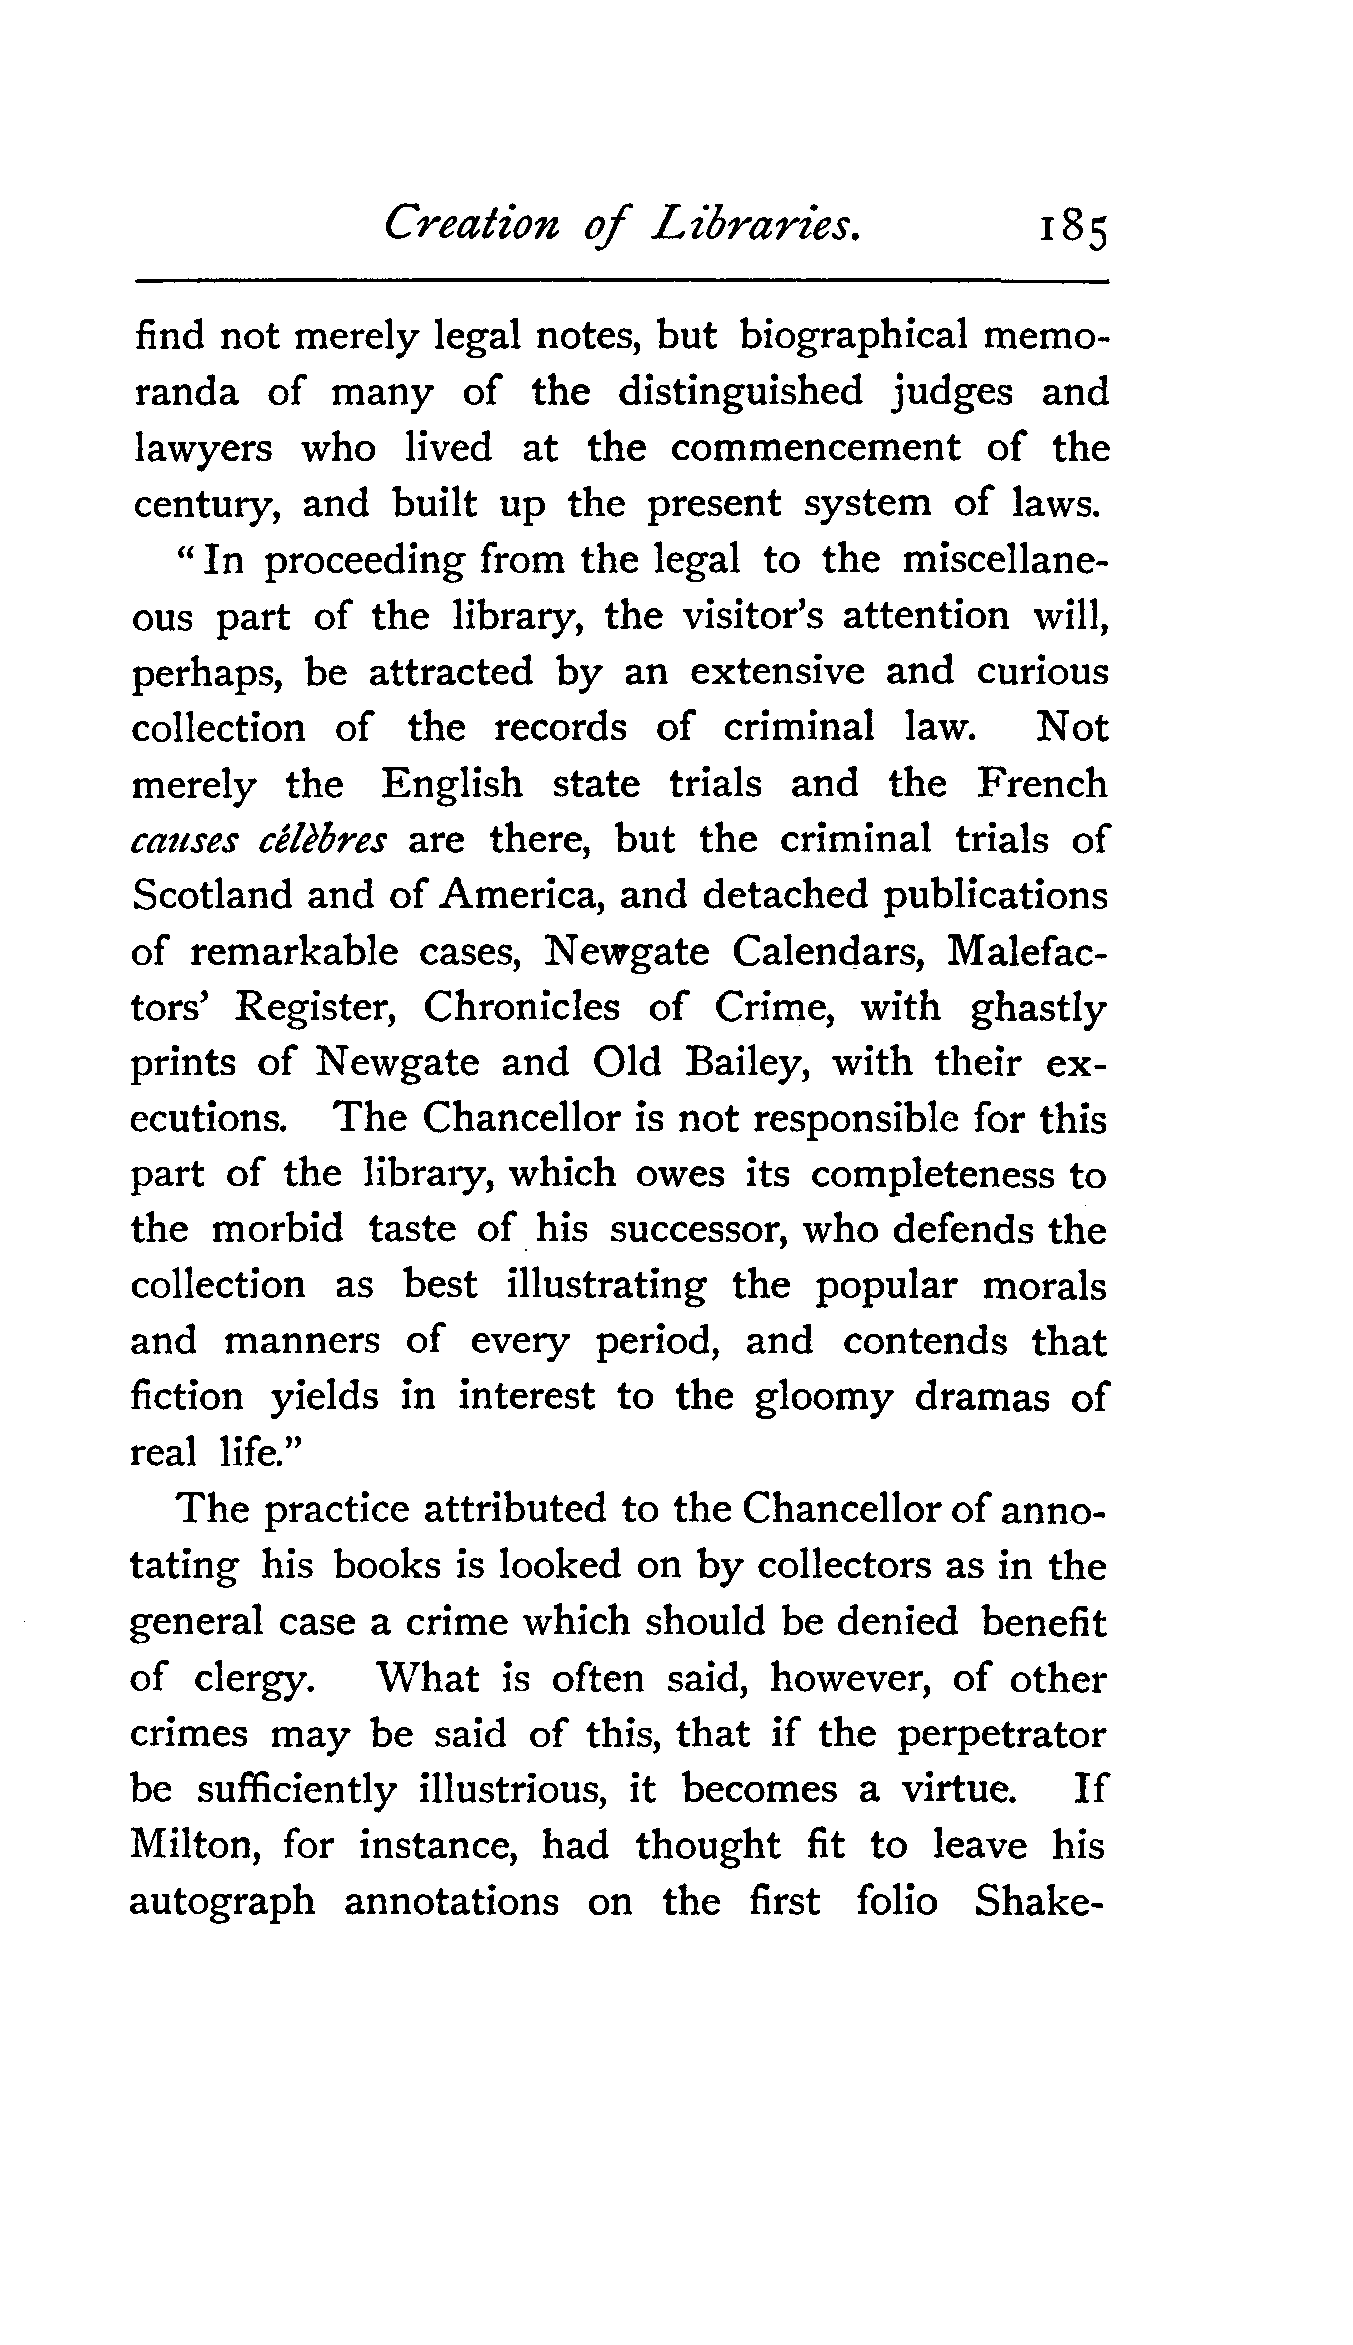 Creation of Libraries. 185
find not merely legal notes, but biographical memo-
randa of many of the distinguished judges and
lawyers who lived at the commencement of the
century, and built up the present system of laws.
“In proceeding from the legal to the miscellane-
ous part of the library, the visitor’s attention will,
perhaps, be attracted by an extensive and curious
collection of the records of criminal law. Not
merely the English state trials and the French
causes célèbres are there, but the criminal trials of
Scotland and of America, and detached publications
of remarkable cases, Newgate Calendars, Malefac-
tors’ Register, Chronicles of Crime, with ghastly
prints of Newgate and Old Bailey, with their ex-
ecutions. The Chancellor is not responsible for this
part of the library, which owes its completeness to
the morbid taste of his successor, who defends the
collection as best illustrating the popular morals
and manners of every period, and contends that
fiction yields in interest to the gloomy dramas of
real life.”
The practice attributed to the Chancellor of anno-
tating his books is looked on by collectors as in the
general case a crime which should be denied benefit
of clergy. What is often said, however, of other
crimes may be said of this, that if the perpetrator
be sufficiently illustrious, it becomes a virtue. If
Milton, for instance, had thought fit to leave his
autograph annotations on the first folio Shake-